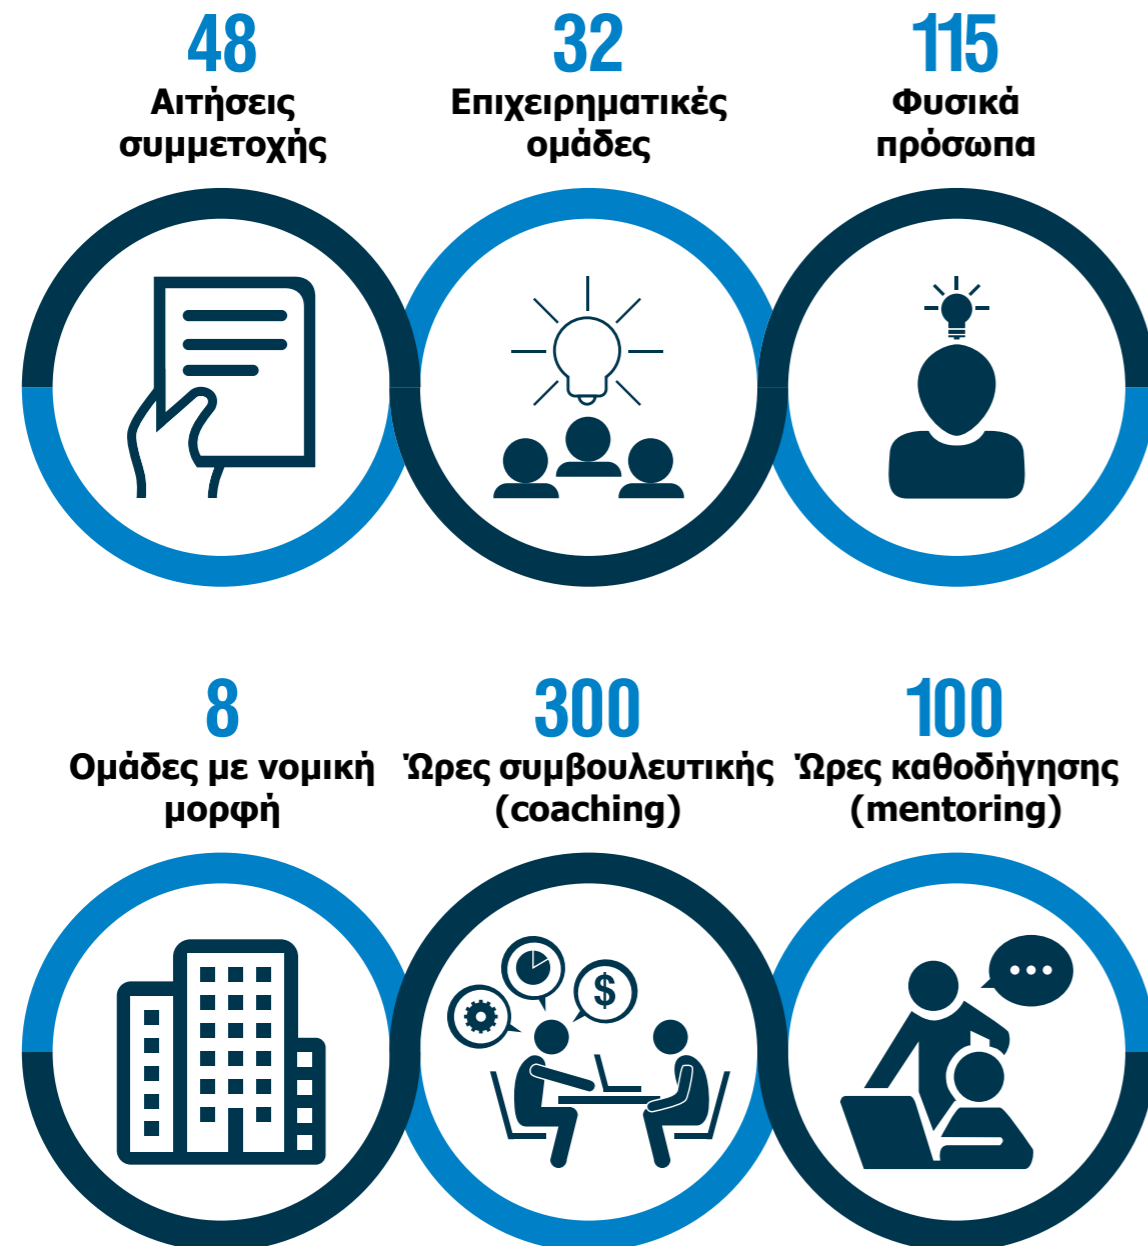 48
Αιτήσεις
συμμετοχής
32
Επιχειρηματικές
ομάδες
115
Φυσικά
πρόσωπα
8
Ομάδες με νομική
μορφή
300
Ώρες συμβουλευτικής
(coaching)
100
Ώρες καθοδήγησης
(mentoring)
$